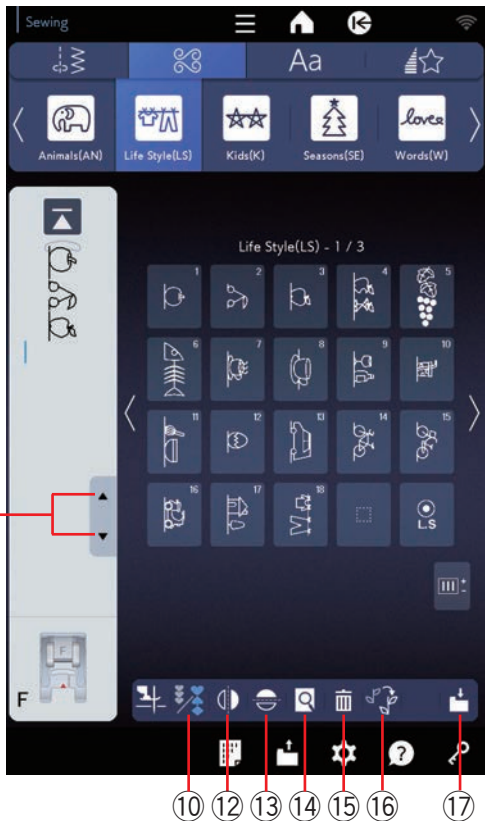 Sewing
Aa
love
Animals(AN)
Life Style(LS)
Kids(K)
Seasons(SE)
Words(W)
Life Style(LS) - 1 / 3
1
2
3
4
5
6
7
8
9
10
11
12
13
14
15
16
17
18
L.S
F
F
?
⑩ ⑫ ⑬ ⑭ ⑮ ⑯ ⑰